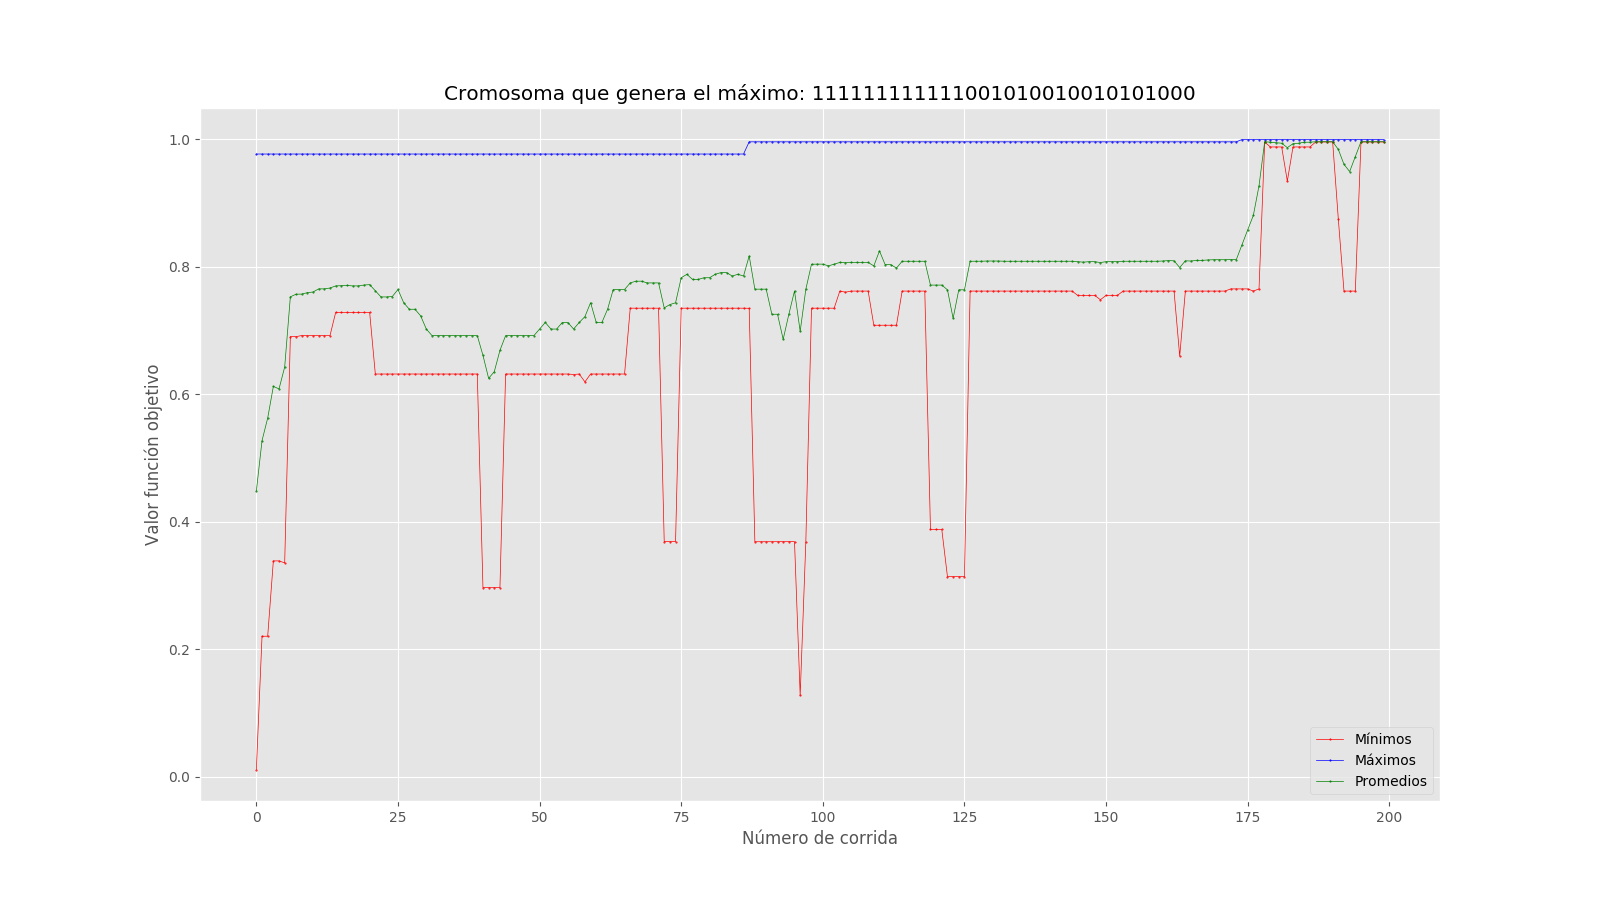 Cromosoma que genera el máximo: 111111111111001010010010101000
1.0
0.8
0.6
0.4
0.2
0.0
Valor función objetivo
0 25 50 75 100 125 150 175 200
Número de corrida
Mínimos
Máximos
Promedios